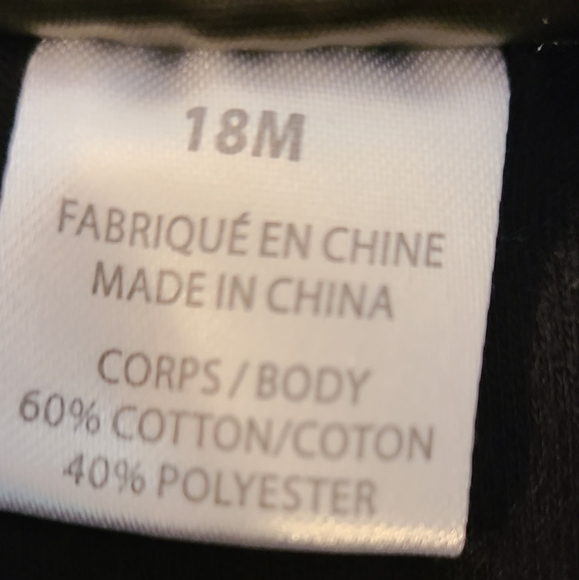 18M
FABRIQUÉ EN CHINE
MADE IN CHINA
CORPS / BODY
60% COTTON/COTON
40% POLYESTER